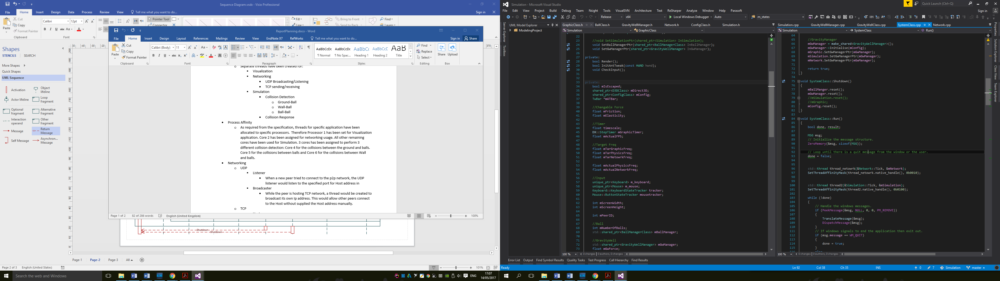 Sequence Diagram.vsdx - Visio Professional
File Home Insert Design Data Process Review View Tell me what you want to do... Sign in
Paste Cut Copy Format Painter Calibri 12pt Pointer Tool Connector Fill Line Bring to Front Send to Back Find Layers
Clipboard Font
Shapes
STENCILS SEARCH
More Shapes
Quick Shapes
UML Sequence
Activation
Object lifeline
Actor lifeline
Loop fragment
Optional fragment
Alternative fragment
Interaction operand
Other fragment
Message
Return Message
Self Message
Asynchron... Message
ReportPlanning.docx - Word
File Home Insert Design Layout References Mailings Review View EndNote X7 RefWorks Tell me what you want to do... Sign in Share
Paste Cut Copy Format Painter
Calibri (Body) 11
AaBbCcDc AaBbCcDc AaBbCc AaBbCcE AaB
¶ Normal ¶ No Spac... Heading 1 Heading 2 Title
Find Replace Select Share Upload
Clipboard Font Paragraph Styles Editing Box
Separate threads have been created for:
Visualization
Networking
UDP Broadcasting/Listening
TCP sending/receiving
Simulation
Collision Detection
Ground-Ball
Wall-Ball
Ball-Ball
Collision Response
Process Affinity
As required from the specification, threads for specific application have been
allocated to specific processors. Therefore Processor 1 has been set for Visualization
application. Core 2 has been assigned for networking usage. All other remaining
cores have been used for Simulation. 3 cores has been assigned to perform 3
different collision detection: Core 4 for the collisions between the ground and balls.
Core 5 for the collisions between balls and Core 6 for the collisions between Wall
and balls.
Networking
UDP
Listener
When a new peer tried to connect to the p2p network, the UDP
listener would listen to the specified port for Host address in
Broadcaster
While the peer is hosting TCP network, a thread would be created to
broadcast its own Ip address. This would allow other peers connect
to the Host without supplied the Host address manually.
TCP
Page 1 of 2 82 of 286 words English (United Kingdom) 100%
Shutdown
Shutdown
Page-1 Page-2 Page-3 All
Page 2 of 3 English (United States) 101%
Search the web and Windows
ENG 17:07 14/05/2017
Simulation - Microsoft Visual Studio
Quick Launch (Ctrl+Q)
File Edit View Project Build Debug Team Nsight Tools VisualSVN Architecture Test ReSharper Analyze Window Help Parasoft Sign in
Release x64 Local Windows Debugger Auto m_states
Server Explorer Toolbox
UML Model Explorer
ModelingProject
GraphicClass.h BallClass.h GravityWellManager.h Network.h ConfigClass.h Simulation.h
Simulation GraphicClass
22
23 //void SetSimulationPtr(shared_ptr<Simulation> InSimulation);
24 void SetBallManagerPtr(shared_ptr<BallManagerClass> InBallManager);
25 void SetGwManagerPtr(shared_ptr<GravityWellManager> InGwManager);
26
27 private:
28 bool Render();
29 bool InitAntTweak(const HWND hwnd);
30 void CheckInput();
31
32
33 private:
34 bool mIsEscaped;
35 shared_ptr<D3DClass> mDirect3D;
36 shared_ptr<ConfigClass> mConfig;
37 TwBar *mATBar;
38
39 //Changable Force
40 float mFriction;
41 float mElasticity;
42
43 //Timer
44 float timescale;
45 DX::StepTimer mGraphicTimer;
46 float mActualFPS;
47
48 //Target Freq
49 float mTarGraphicFreq;
50 float mTarPhysicsFreq;
51 float mTarNetowrkFreq;
52
53 float mActualPhysicsFreq;
54 float mActualNetworkFreq;
55
56 //Input
57 unique_ptr<Keyboard> m_keyboard;
58 unique_ptr<Mouse> m_mouse;
59 Keyboard::KeyboardStateTracker tracker;
60 Mouse::ButtonStateTracker mousetracker;
61
62 int mScreenWidth;
63 int mScreenHeight;
64
65 int mPeerID;
66
67 //Ball
68 int mNumberOfBalls;
69 std::shared_ptr<BallManagerClass> mBallManager;
70
71 //GravityWell
72 std::shared_ptr<GravityWellManager> mGwManager;
73 float mGwForce;
100 % 0 changes | 0 authors, 0 changes
Simulation.cpp GravityWellManager.cpp GravityWellClass.cpp SystemClass.cpp Network.cpp
Simulation SystemClass Run()
64
65 //GravityManager
66 mGwManager = make_shared<GravityWellManager>();
67 mGwManager->Initialise(mConfig);
68 mGraphic.SetGwManagerPtr(mGwManager);
69 mSimulation.SetGwManagerPtr(mGwManager);
70 mNetwork.SetGwManagerPtr(mGwManager);
71
72 return true;
73 }
74
75 void SystemClass::Shutdown()
76 {
77 mBallManger.reset();
78 mGwManager.reset();
79 //mSimulation.reset();
80 //mGraphic;
81 mConfig.reset();
82 }
83
84 void SystemClass::Run()
85 {
86 bool done, result;
87
88 MSG msg;
89 // Initialize the message structure.
90 ZeroMemory(&msg, sizeof(MSG));
91
92 // Loop until there is a quit message from the window or the user.
93 done = false;
94
95
96 std::thread thread_netowrk(&Network::Tick, &mNetwork);
97 SetThreadAffinityMask(thread_netowrk.native_handle(), 0b0010);
98
99
100 std::thread thread2(&Simulation::Tick, &mSimulation);
101 SetThreadAffinityMask(thread2.native_handle(), 0b0100);
102
103 while (!done)
104 {
105 // Handle the windows messages.
106 if (PeekMessage(&msg, NULL, 0, 0, PM_REMOVE))
107 {
108 TranslateMessage(&msg);
109 DispatchMessage(&msg);
110 }
111 // If windows signals to end the application then exit out.
112 if (msg.message == WM_QUIT)
113 {
114 done = true;
115 }
100 % 0 changes | 0 authors, 0 changes
Properties Solution Explorer Class View Team Explorer
Error List Output Find Symbol Results Quality Tasks Test Progress Call Hierarchy Find Results
Ready Ln 92 Col 38 Ch 35 INS 0 7 Simulation master